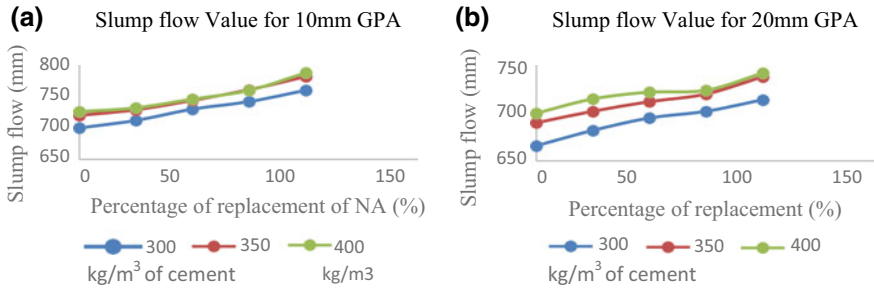 (a)
Slump flow Value for 10mm GPA
Slump flow (mm)
800
750
700
650
0
50
100
150
Percentage of replacement of NA (%)
300
350
400
kg/m³ of cement
kg/m3
(b)
Slump flow Value for 20mm GPA
Slump flow (mm)
750
700
650
0
50
100
150
Percentage of replacement (%)
300
350
400
kg/m³ of cement